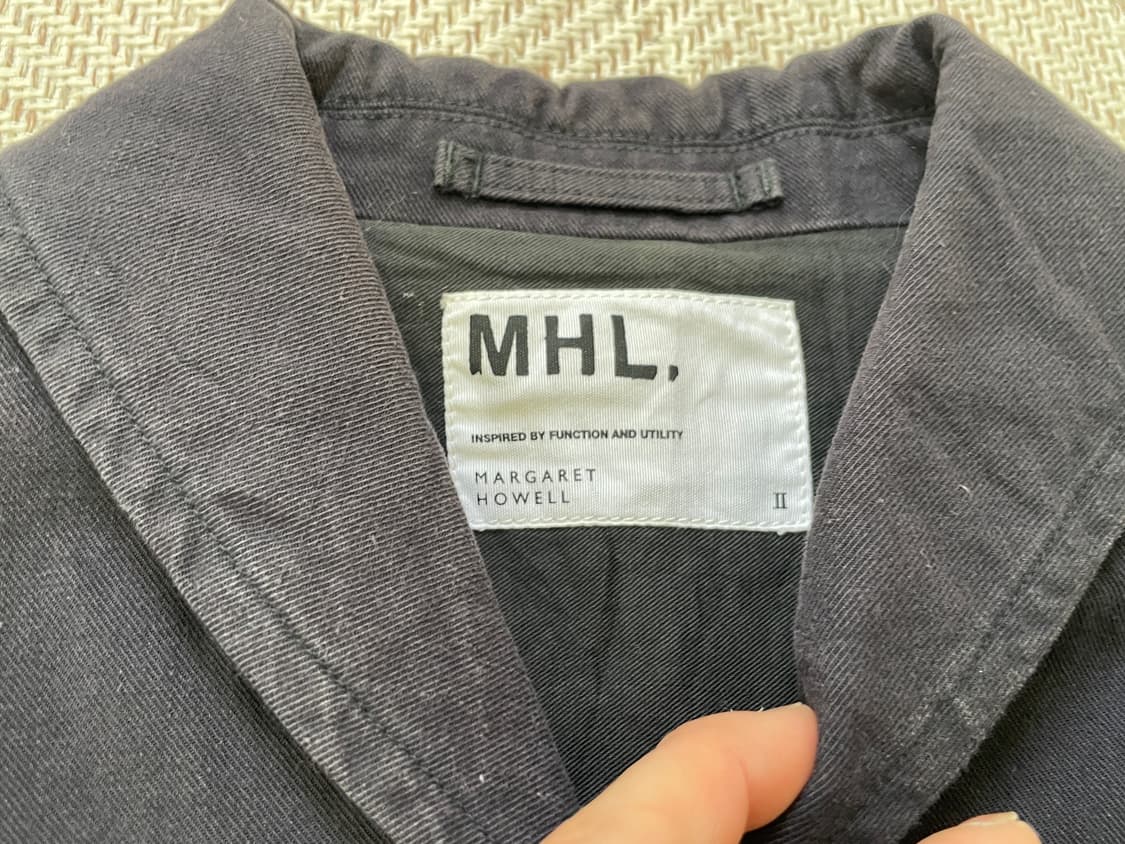 MHL.
INSPIRED BY FUNCTION AND UTILITY
MARGARET
HOWELL
II